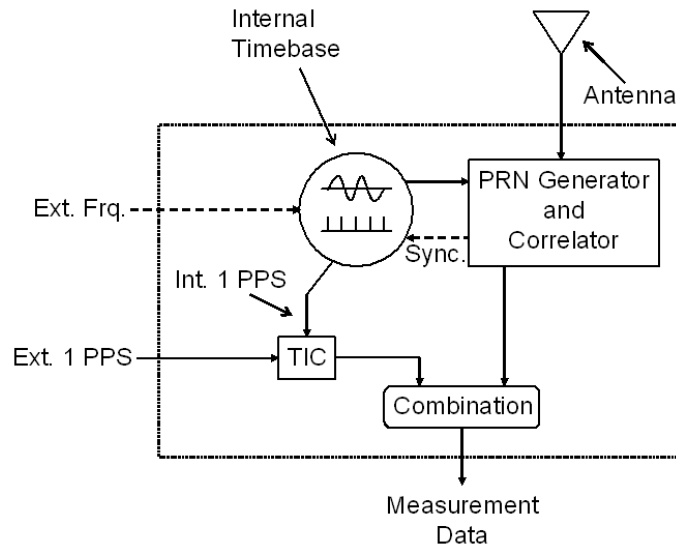 Internal
Timebase
Antenna
PRN Generator
and
Correlator
Ext. Frq.
Sync.
Int. 1 PPS
Ext. 1 PPS
TIC
Combination
Measurement
Data